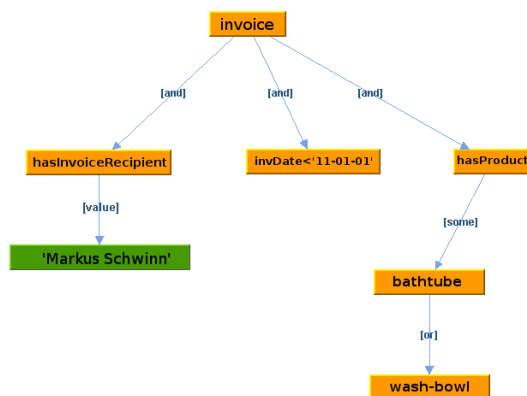 invoice
[and]
[and]
[and]
hasInvoiceRecipient
invDate<'11-01-01'
hasProduct
[value]
[some]
'Markus Schwinn'
bathtube
[or]
wash-bowl